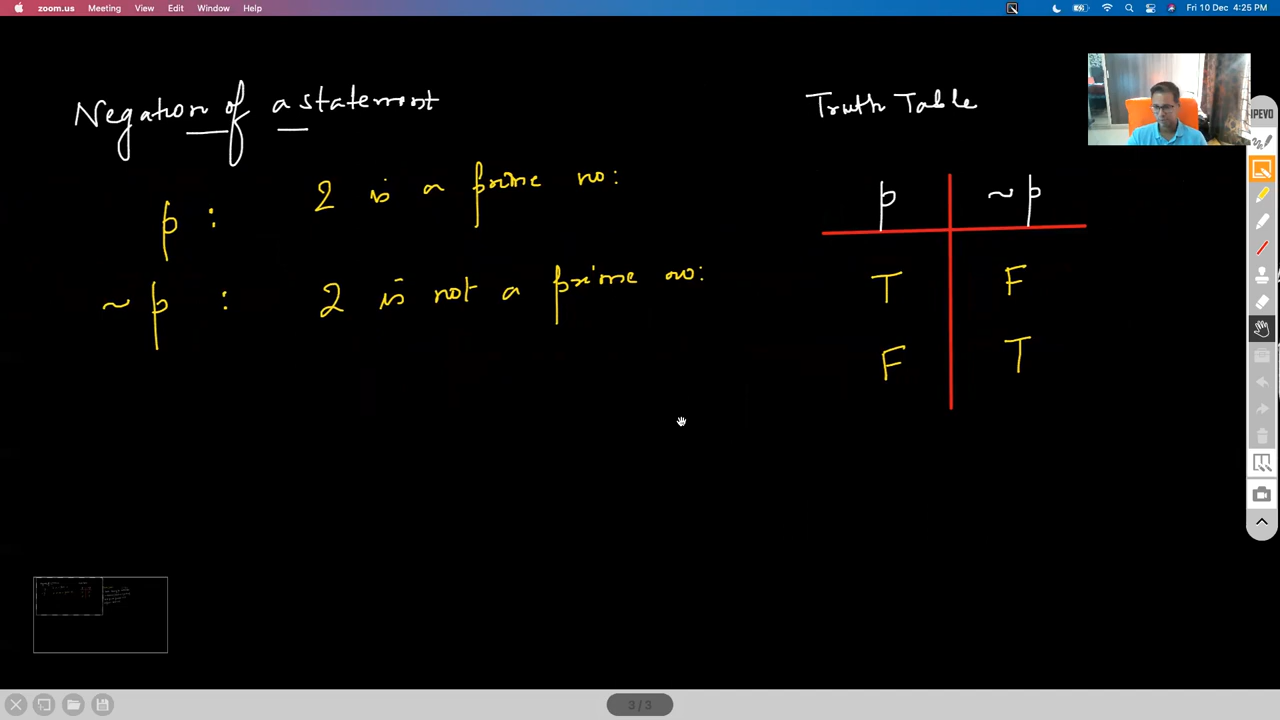 zoom.us Meeting View Edit Window Help Fri 10 Dec 4:25 PM
Negation of a statement
p : 2 is a prime no:
~ p : 2 is not a prime no:
Truth Table
p ~ p
T F
F T
IPEVO
3 / 3